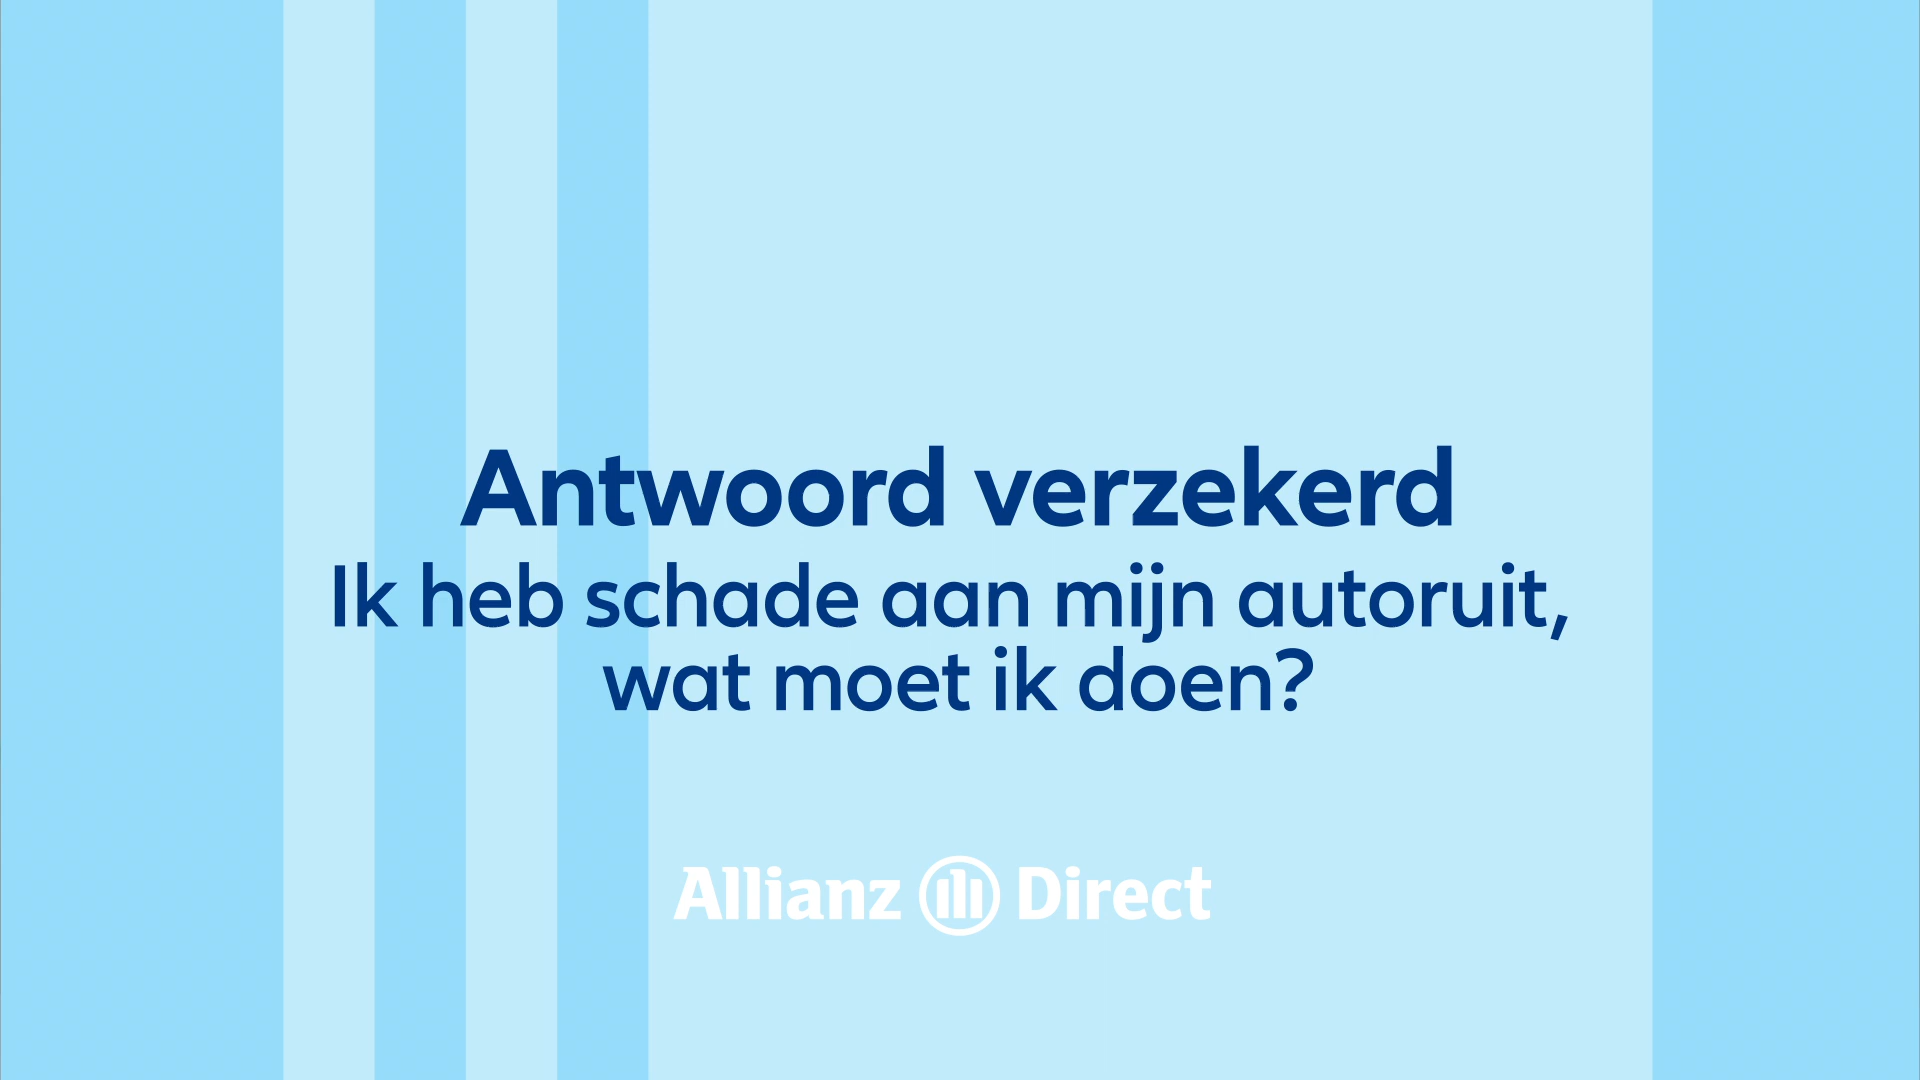 Antwoord verzekerd
Ik heb schade aan mijn autoruit,
wat moet ik doen?
Allianz Direct